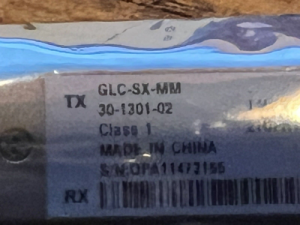 TX GLC-SX-MM
30-1301-02
Class 1
MADE IN CHINA
S/N:OPA11472155
RX